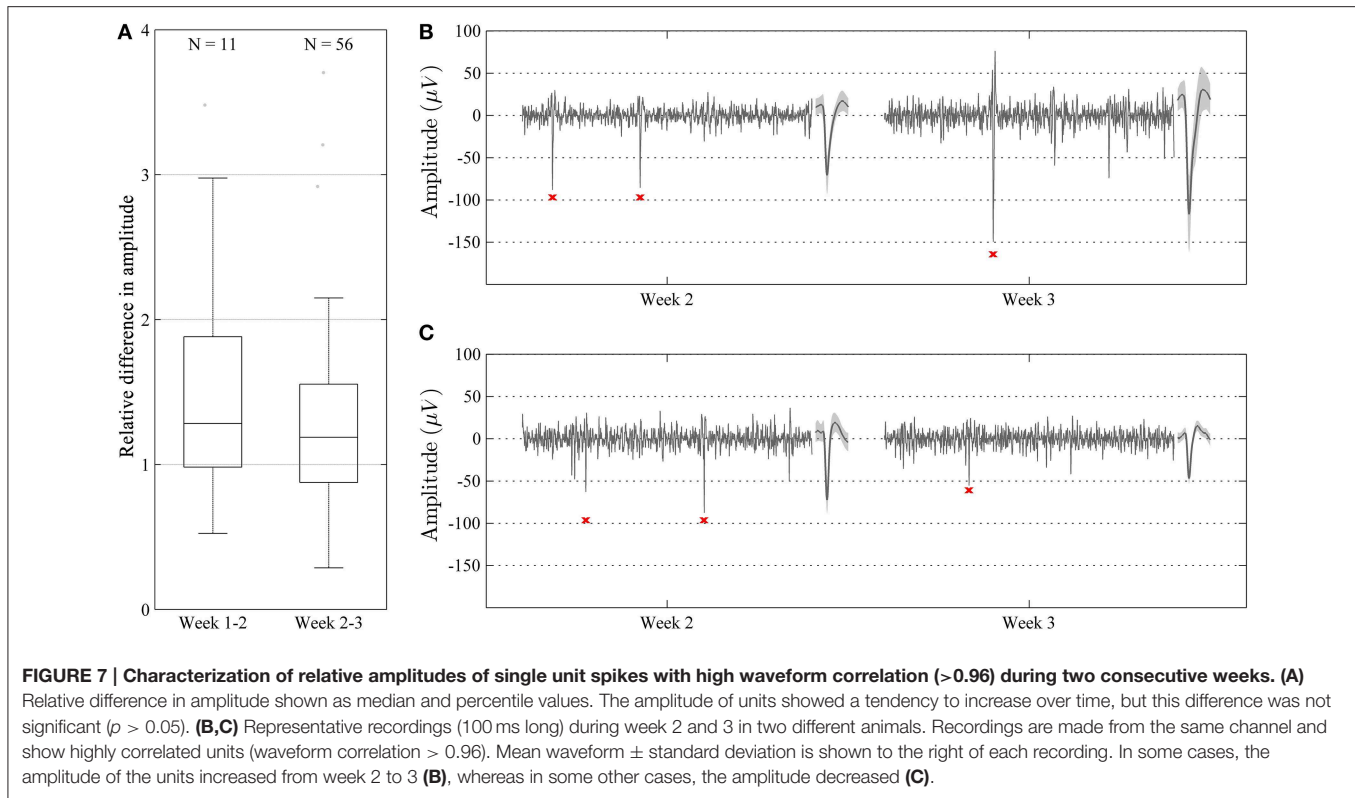 A
N = 11
N = 56
Relative difference in amplitude
4
3
2
1
0
Week 1-2
Week 2-3
B
Amplitude (μV)
100
50
0
-50
-100
-150
Week 2
Week 3
C
Amplitude (μV)
100
50
0
-50
-100
-150
Week 2
Week 3
FIGURE 7 | Characterization of relative amplitudes of single unit spikes with high waveform correlation (>0.96) during two consecutive weeks. (A)
Relative difference in amplitude shown as median and percentile values. The amplitude of units showed a tendency to increase over time, but this difference was not
significant (p > 0.05). (B,C) Representative recordings (100 ms long) during week 2 and 3 in two different animals. Recordings are made from the same channel and
show highly correlated units (waveform correlation > 0.96). Mean waveform ± standard deviation is shown to the right of each recording. In some cases, the
amplitude of the units increased from week 2 to 3 (B), whereas in some other cases, the amplitude decreased (C).